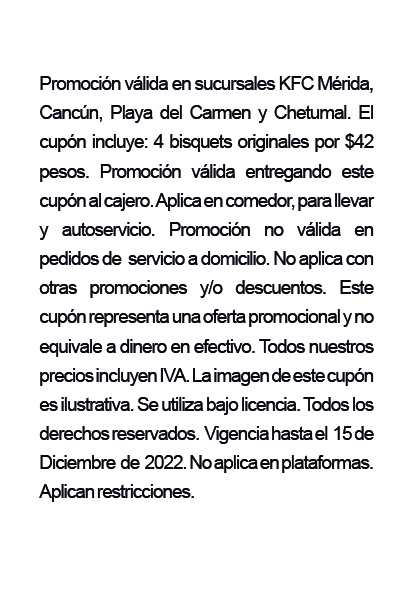 Promoción válida en sucursales KFC Mérida,
Cancún, Playa del Carmen y Chetumal. El
cupón incluye: 4 bisquets originales por $42
pesos. Promoción válida entregando este
cupón al cajero. Aplica en comedor, para llevar
y autoservicio. Promoción no válida en
pedidos de servicio a domicilio. No aplica con
otras promociones y/o descuentos. Este
cupón representa una oferta promocional y no
equivale a dinero en efectivo. Todos nuestros
precios incluyen IVA. La imagen de este cupón
es ilustrativa. Se utiliza bajo licencia. Todos los
derechos reservados. Vigencia hasta el 15 de
Diciembre de 2022. No aplica en plataformas.
Aplican restricciones.